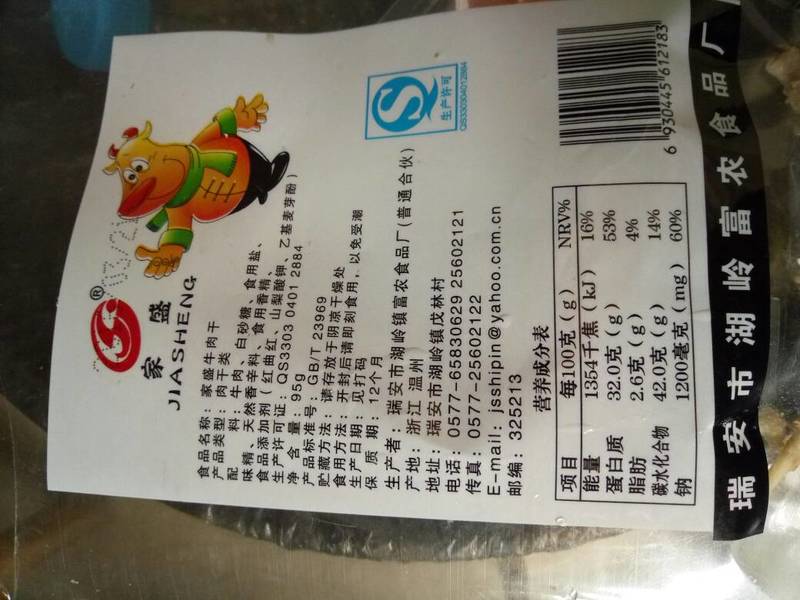 家盛
JIASHENG
食品名称：家盛牛肉干
产品类型：肉干类
配 料：牛肉、白砂糖、食用盐、
味精、天然香辛料、食用香精、
食品添加剂（红曲红、山梨酸钾、乙基麦芽酚）
生产许可证：QS3303 0401 2884
净 含 量：95g
产品标准号：GB/T 23969
贮藏方法：请存放于阴凉干燥处
食用方法：开封后请即刻食用，以免受潮
生产日期：见打码
保 质 期：12个月
生产者：瑞安市湖岭镇富农食品厂(普通合伙)
产地：浙江 温州
地址：瑞安市湖岭镇戊林村
电话：0577-65830629 25602121
传真：0577-25602122
E-mail：jsshipin@yahoo.com.cn
邮编：325213
生产许可
QS330304012884
营养成分表
项目 每100克（g） NRV%
能量 1354千焦（kJ） 16%
蛋白质 32.0克（g） 53%
脂肪 2.6克（g） 4%
碳水化合物 42.0克（g） 14%
钠 1200毫克（mg） 60%
6 930445 612183
瑞安市湖岭富农食品厂